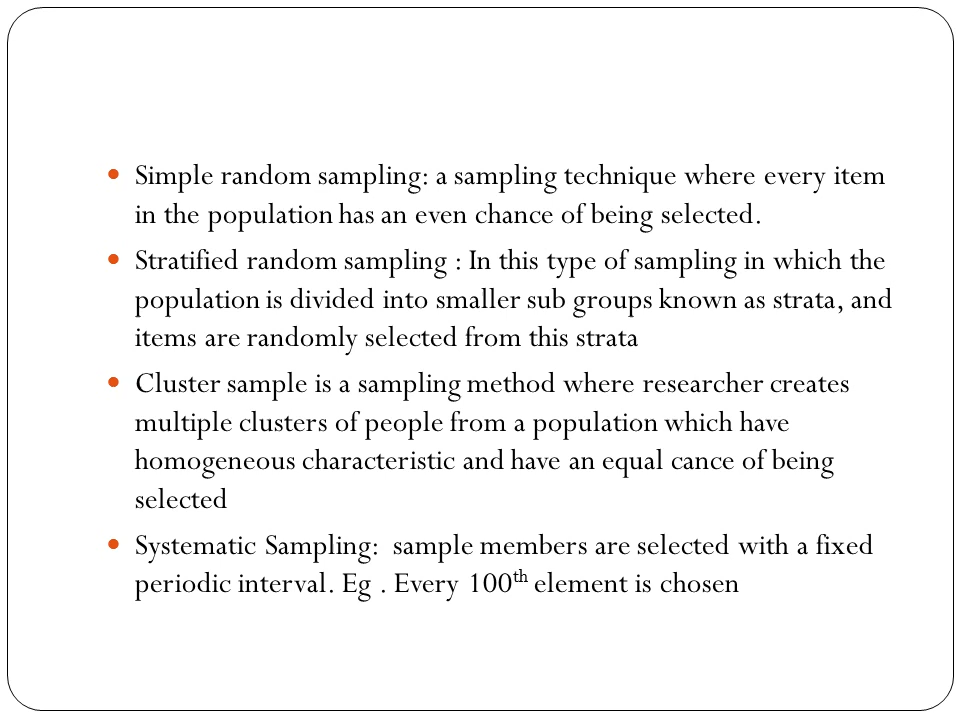 • Simple random sampling: a sampling technique where every item
in the population has an even chance of being selected.
• Stratified random sampling : In this type of sampling in which the
population is divided into smaller sub groups known as strata, and
items are randomly selected from this strata
• Cluster sample is a sampling method where researcher creates
multiple clusters of people from a population which have
homogeneous characteristic and have an equal cance of being
selected
• Systematic Sampling:  sample members are selected with a fixed
periodic interval. Eg . Every 100th element is chosen